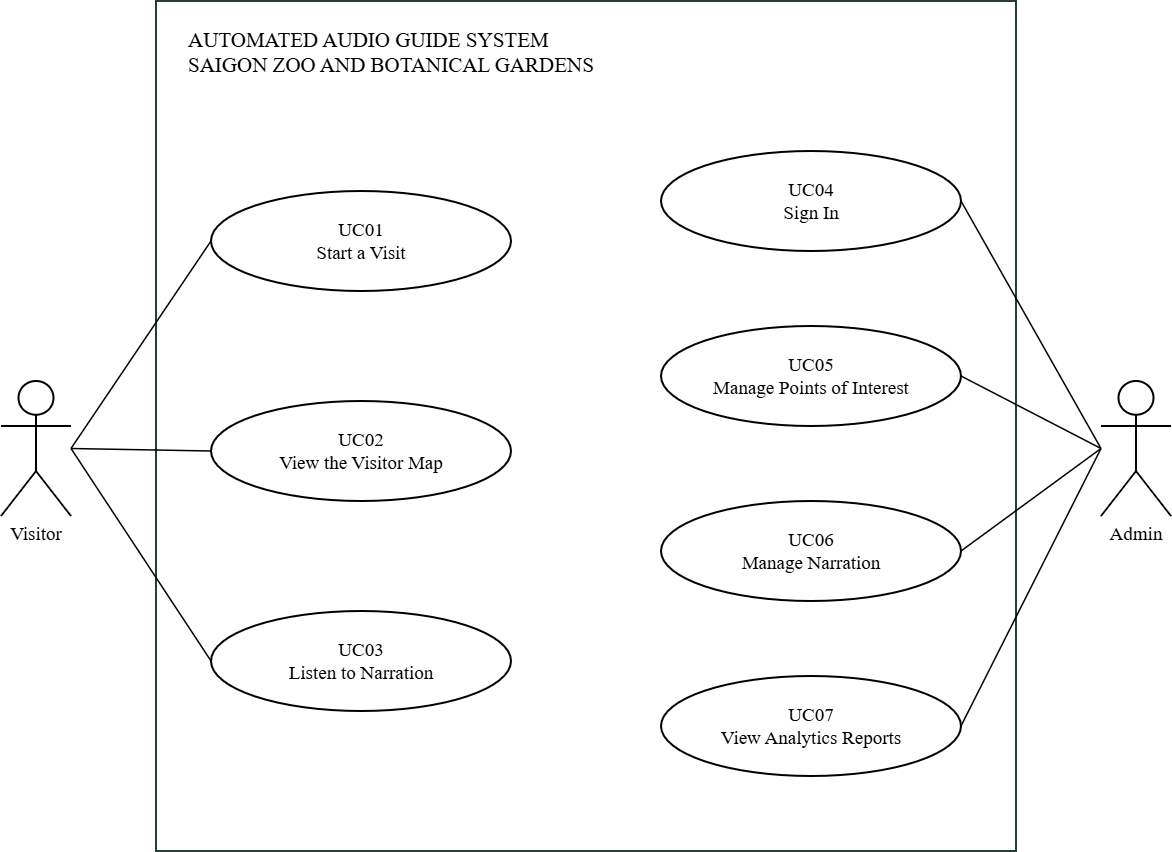 AUTOMATED AUDIO GUIDE SYSTEM
SAIGON ZOO AND BOTANICAL GARDENS
UC01
Start a Visit
UC02
View the Visitor Map
UC03
Listen to Narration
UC04
Sign In
UC05
Manage Points of Interest
UC06
Manage Narration
UC07
View Analytics Reports
Visitor
Admin